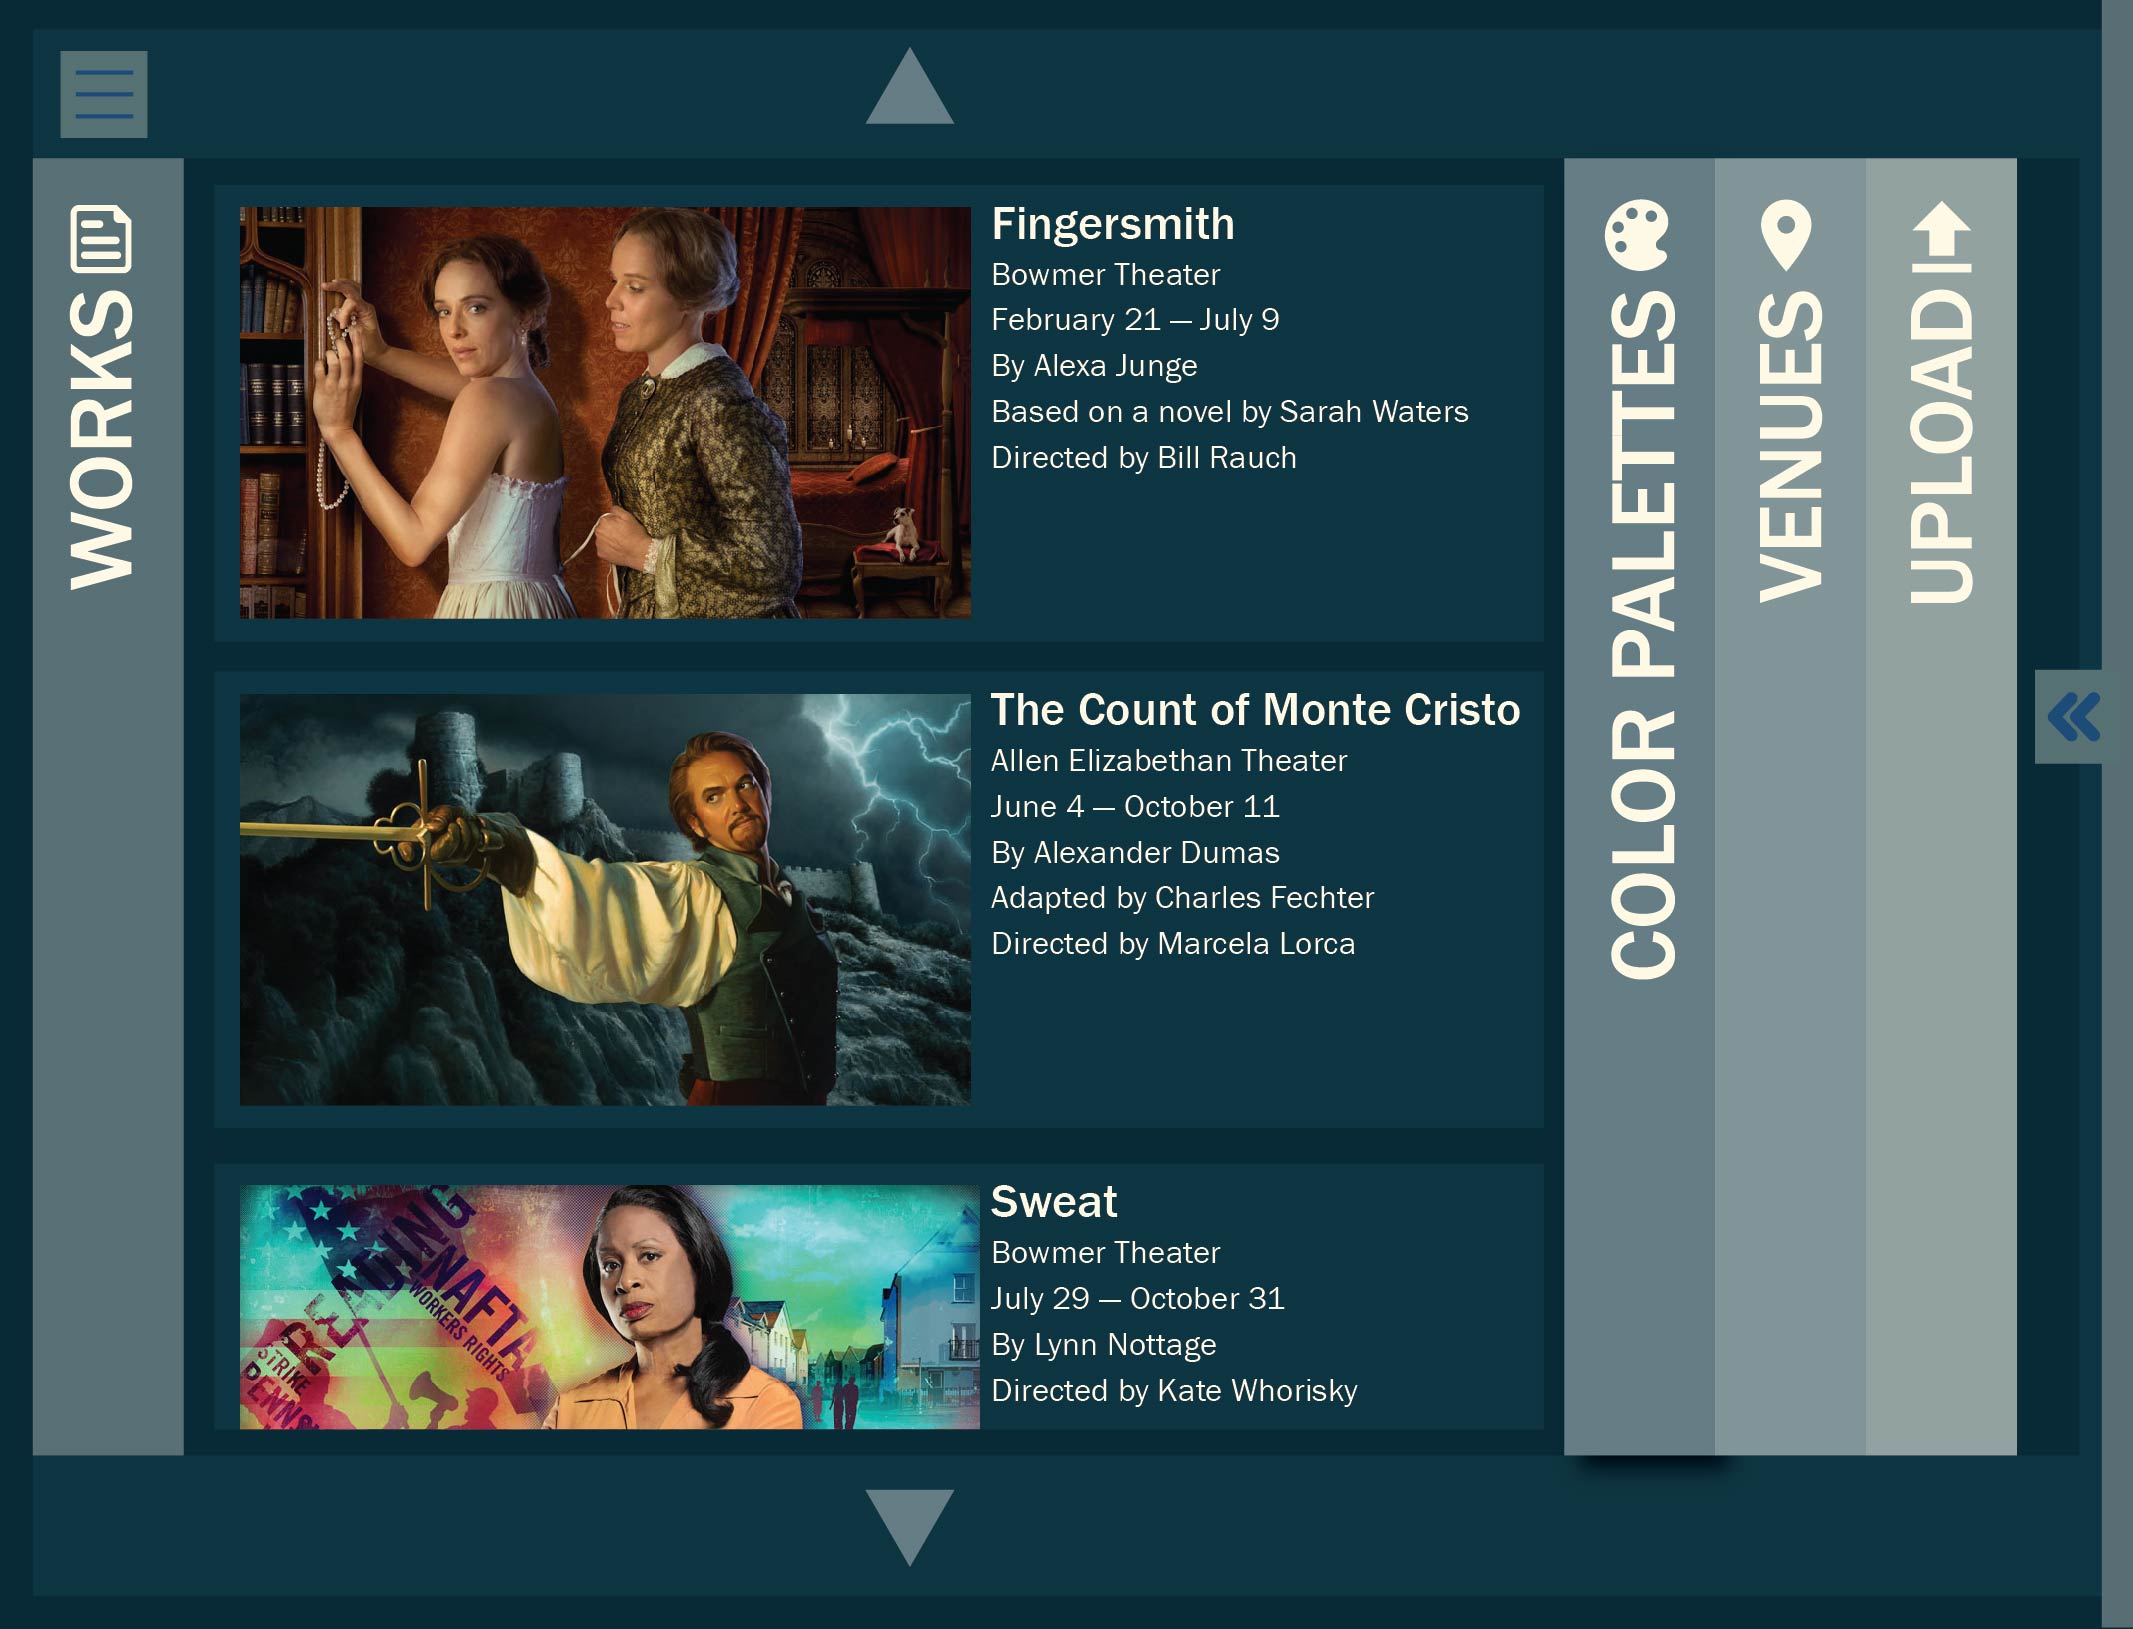 WORKS
Fingersmith
Bowmer Theater
February 21 — July 9
By Alexa Junge
Based on a novel by Sarah Waters
Directed by Bill Rauch
The Count of Monte Cristo
Allen Elizabethan Theater
June 4 — October 11
By Alexander Dumas
Adapted by Charles Fechter
Directed by Marcela Lorca
READING
NAFTA
WORKERS RIGHTS
STRIKE
Sweat
Bowmer Theater
July 29 — October 31
By Lynn Nottage
Directed by Kate Whorisky
COLOR PALETTES
VENUES
UPLOAD